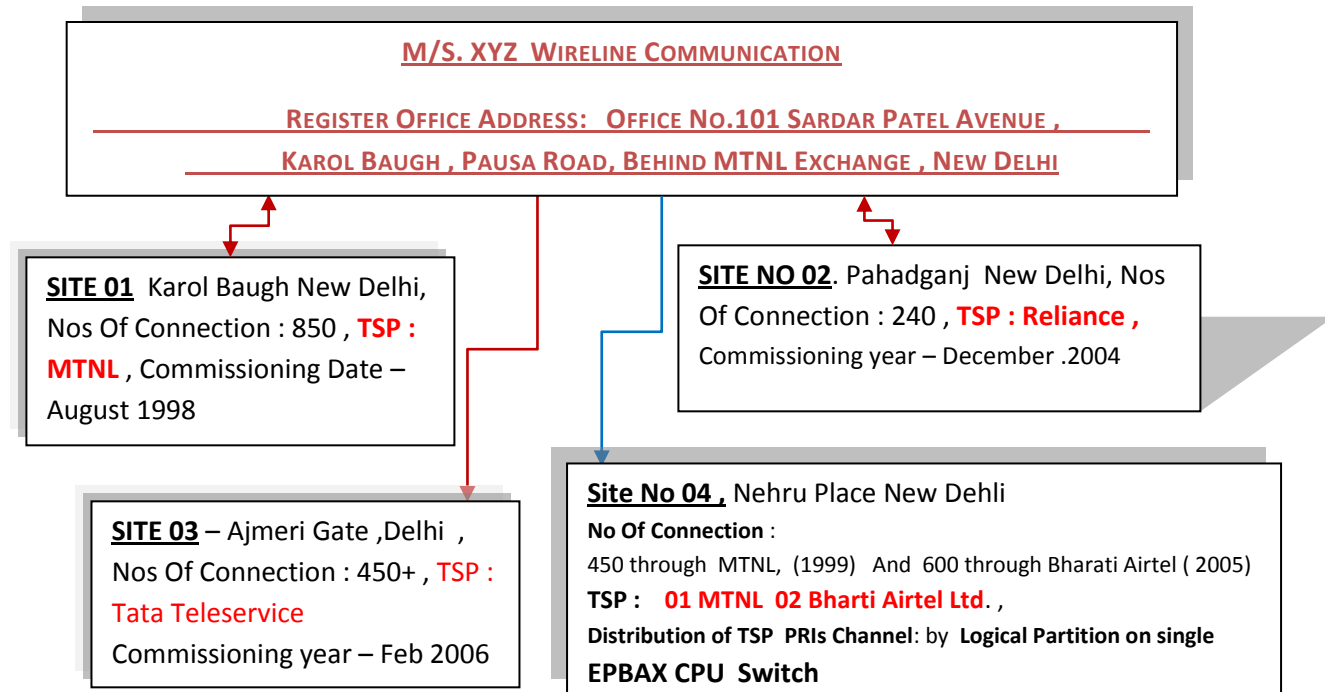 M/S. XYZ WIRELINE COMMUNICATION
REGISTER OFFICE ADDRESS: OFFICE NO.101 SARDAR PATEL AVENUE ,
KAROL BAUGH , PAUSA ROAD, BEHIND MTNL EXCHANGE , NEW DELHI
SITE 01 Karol Baugh New Delhi,
Nos Of Connection : 850 , TSP :
MTNL , Commissioning Date –
August 1998
SITE NO 02. Pahadganj New Delhi, Nos
Of Connection : 240 , TSP : Reliance ,
Commissioning year – December .2004
SITE 03 – Ajmeri Gate ,Delhi ,
Nos Of Connection : 450+ , TSP :
Tata Teleservice
Commissioning year – Feb 2006
Site No 04 , Nehru Place New Dehli
No Of Connection :
450 through MTNL, (1999) And 600 through Bharati Airtel ( 2005)
TSP : 01 MTNL 02 Bharti Airtel Ltd. ,
Distribution of TSP PRIs Channel: by Logical Partition on single
EPBAX CPU Switch